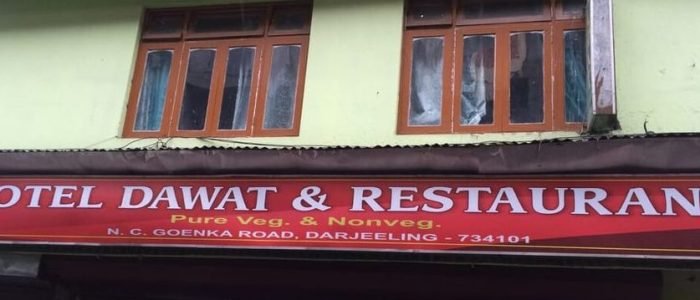 OTEL DAWAT & RESTAURAN
Pure Veg. & Nonveg.
N. C. GOENKA ROAD, DARJEELING - 734101